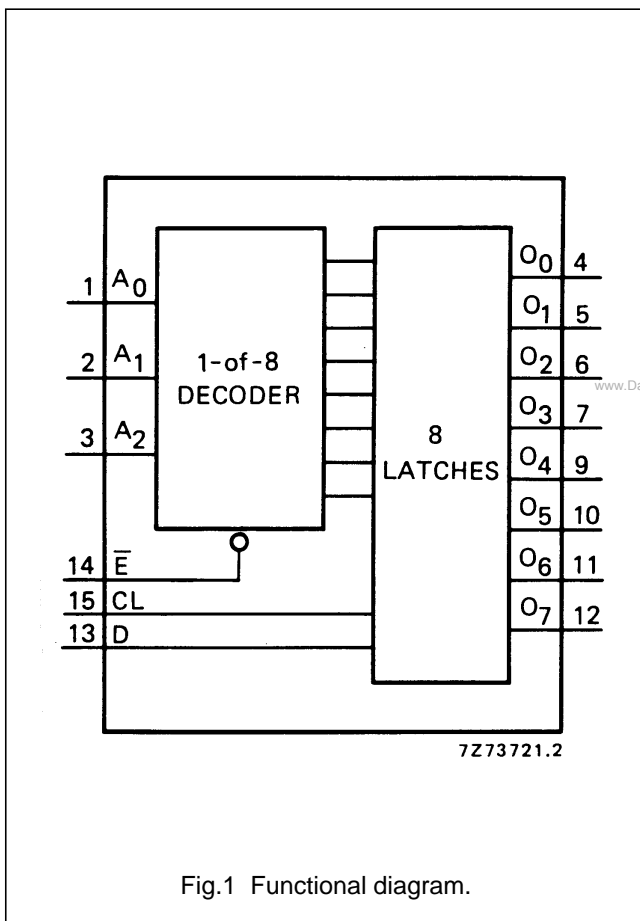 1 A0
2 A1
3 A2
14 E̅
15 CL
13 D
1-of-8
DECODER
8
LATCHES
O0 4
O1 5
O2 6
O3 7
O4 9
O5 10
O6 11
O7 12
www.Da
7Z73721.2
Fig.1 Functional diagram.